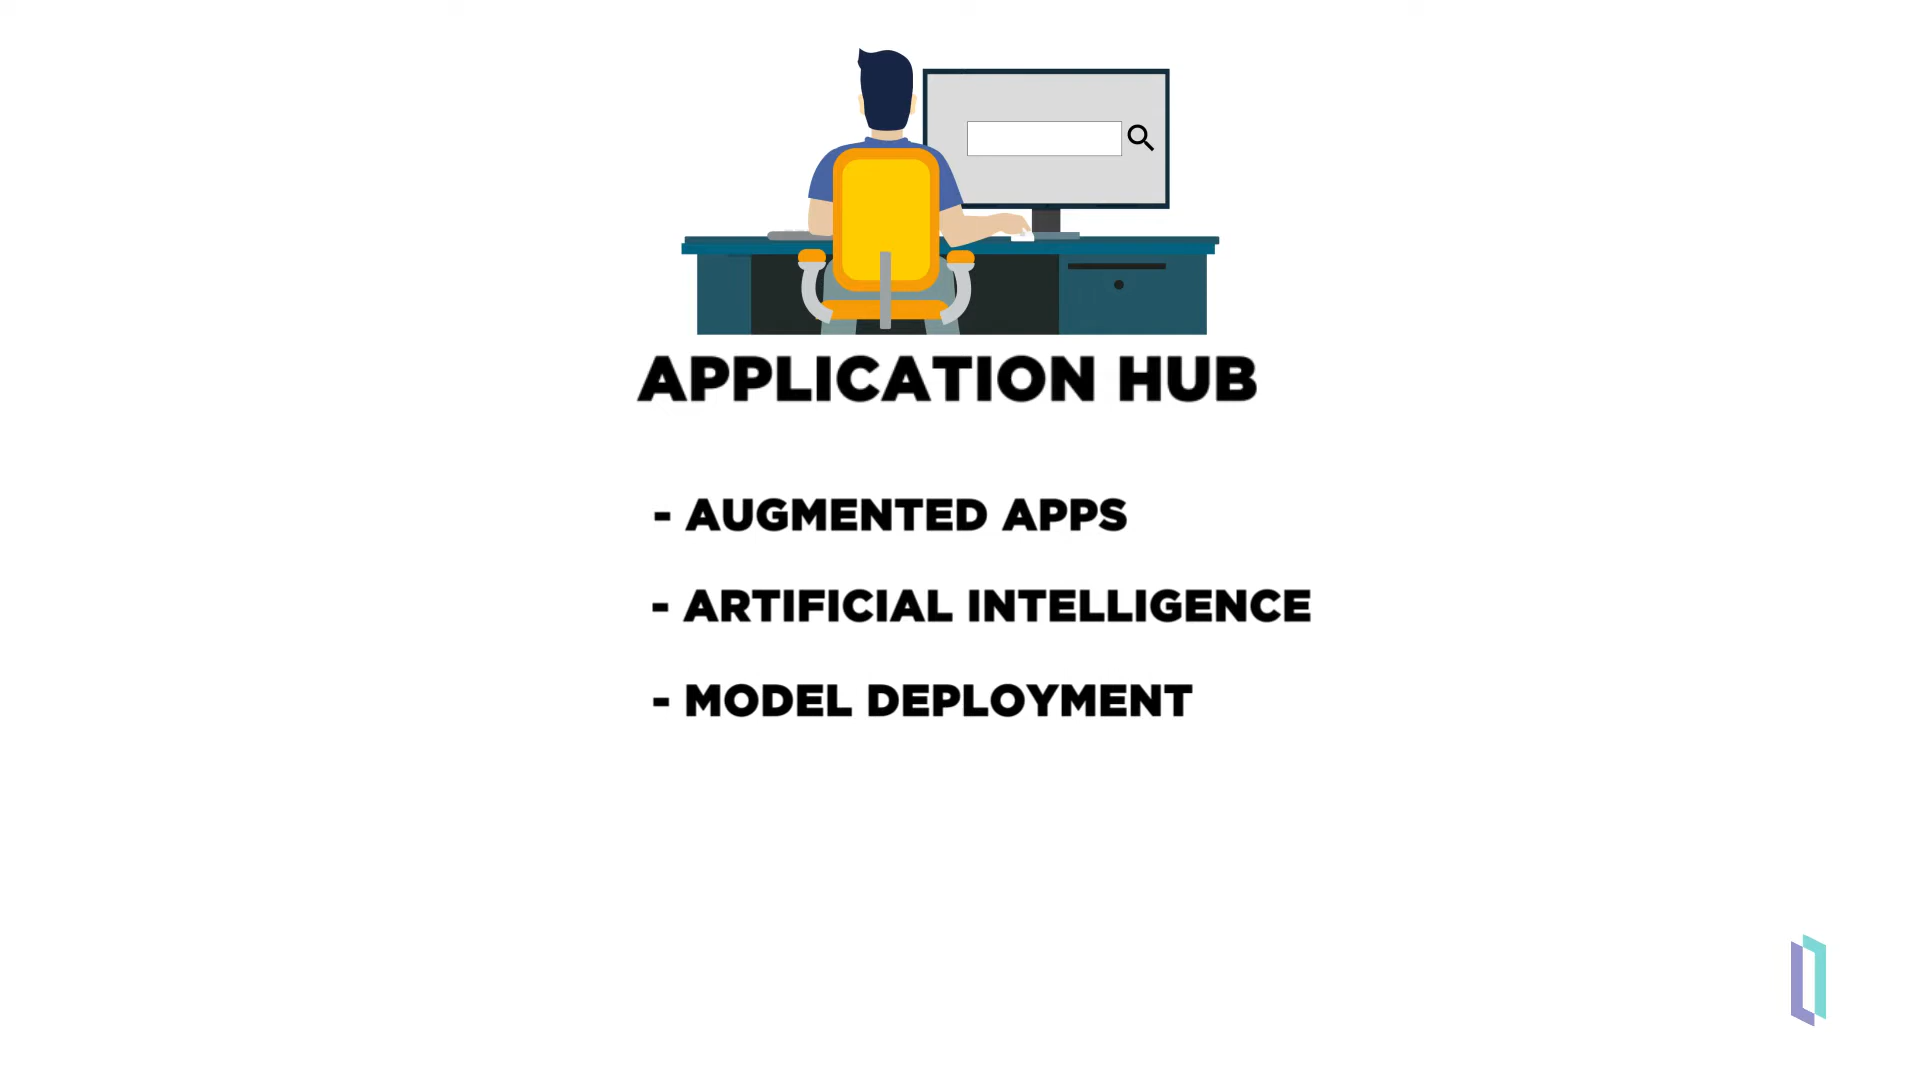 APPLICATION HUB
- AUGMENTED APPS
- ARTIFICIAL INTELLIGENCE
- MODEL DEPLOYMENT